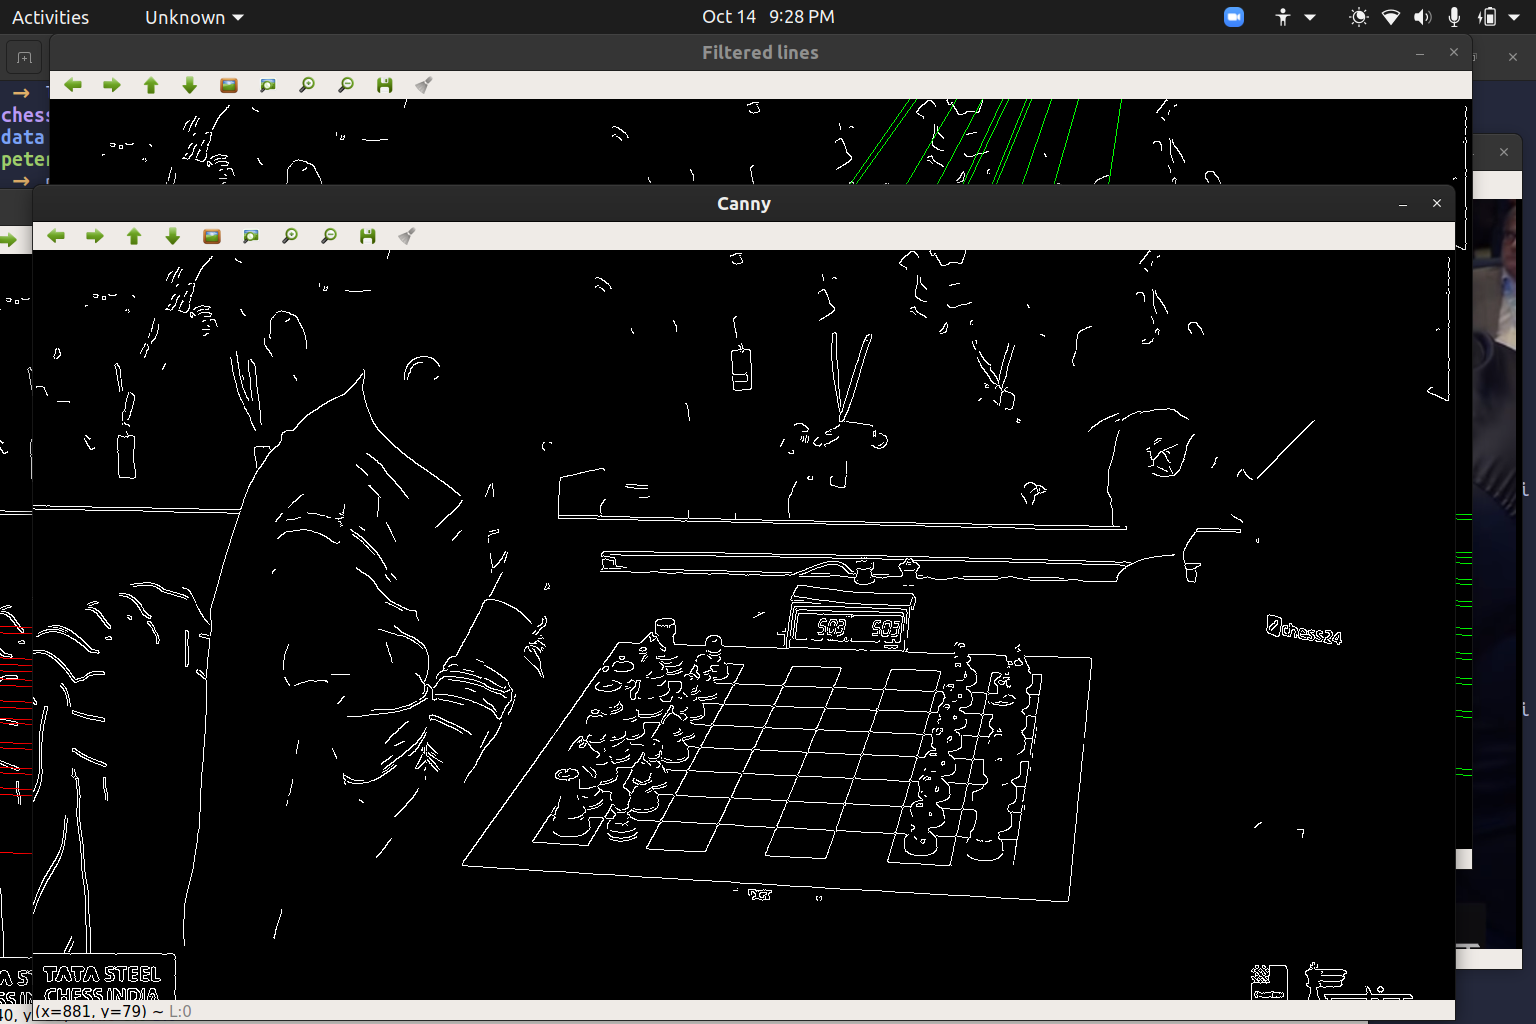 Activities
Unknown
Oct 14 9:28 PM
Filtered lines
chess
data
peter
Canny
503 503
chess24
TATA STEEL
CHESS INDIA
(x=881, y=79) ~ L:0